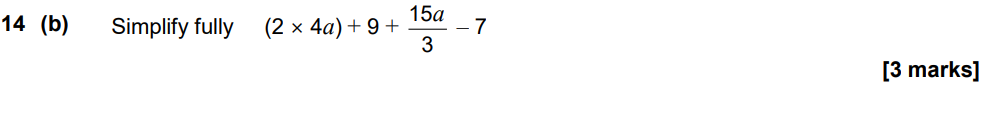 14 (b) Simplify fully (2 × 4a) + 9 + 15a/3 − 7
[3 marks]